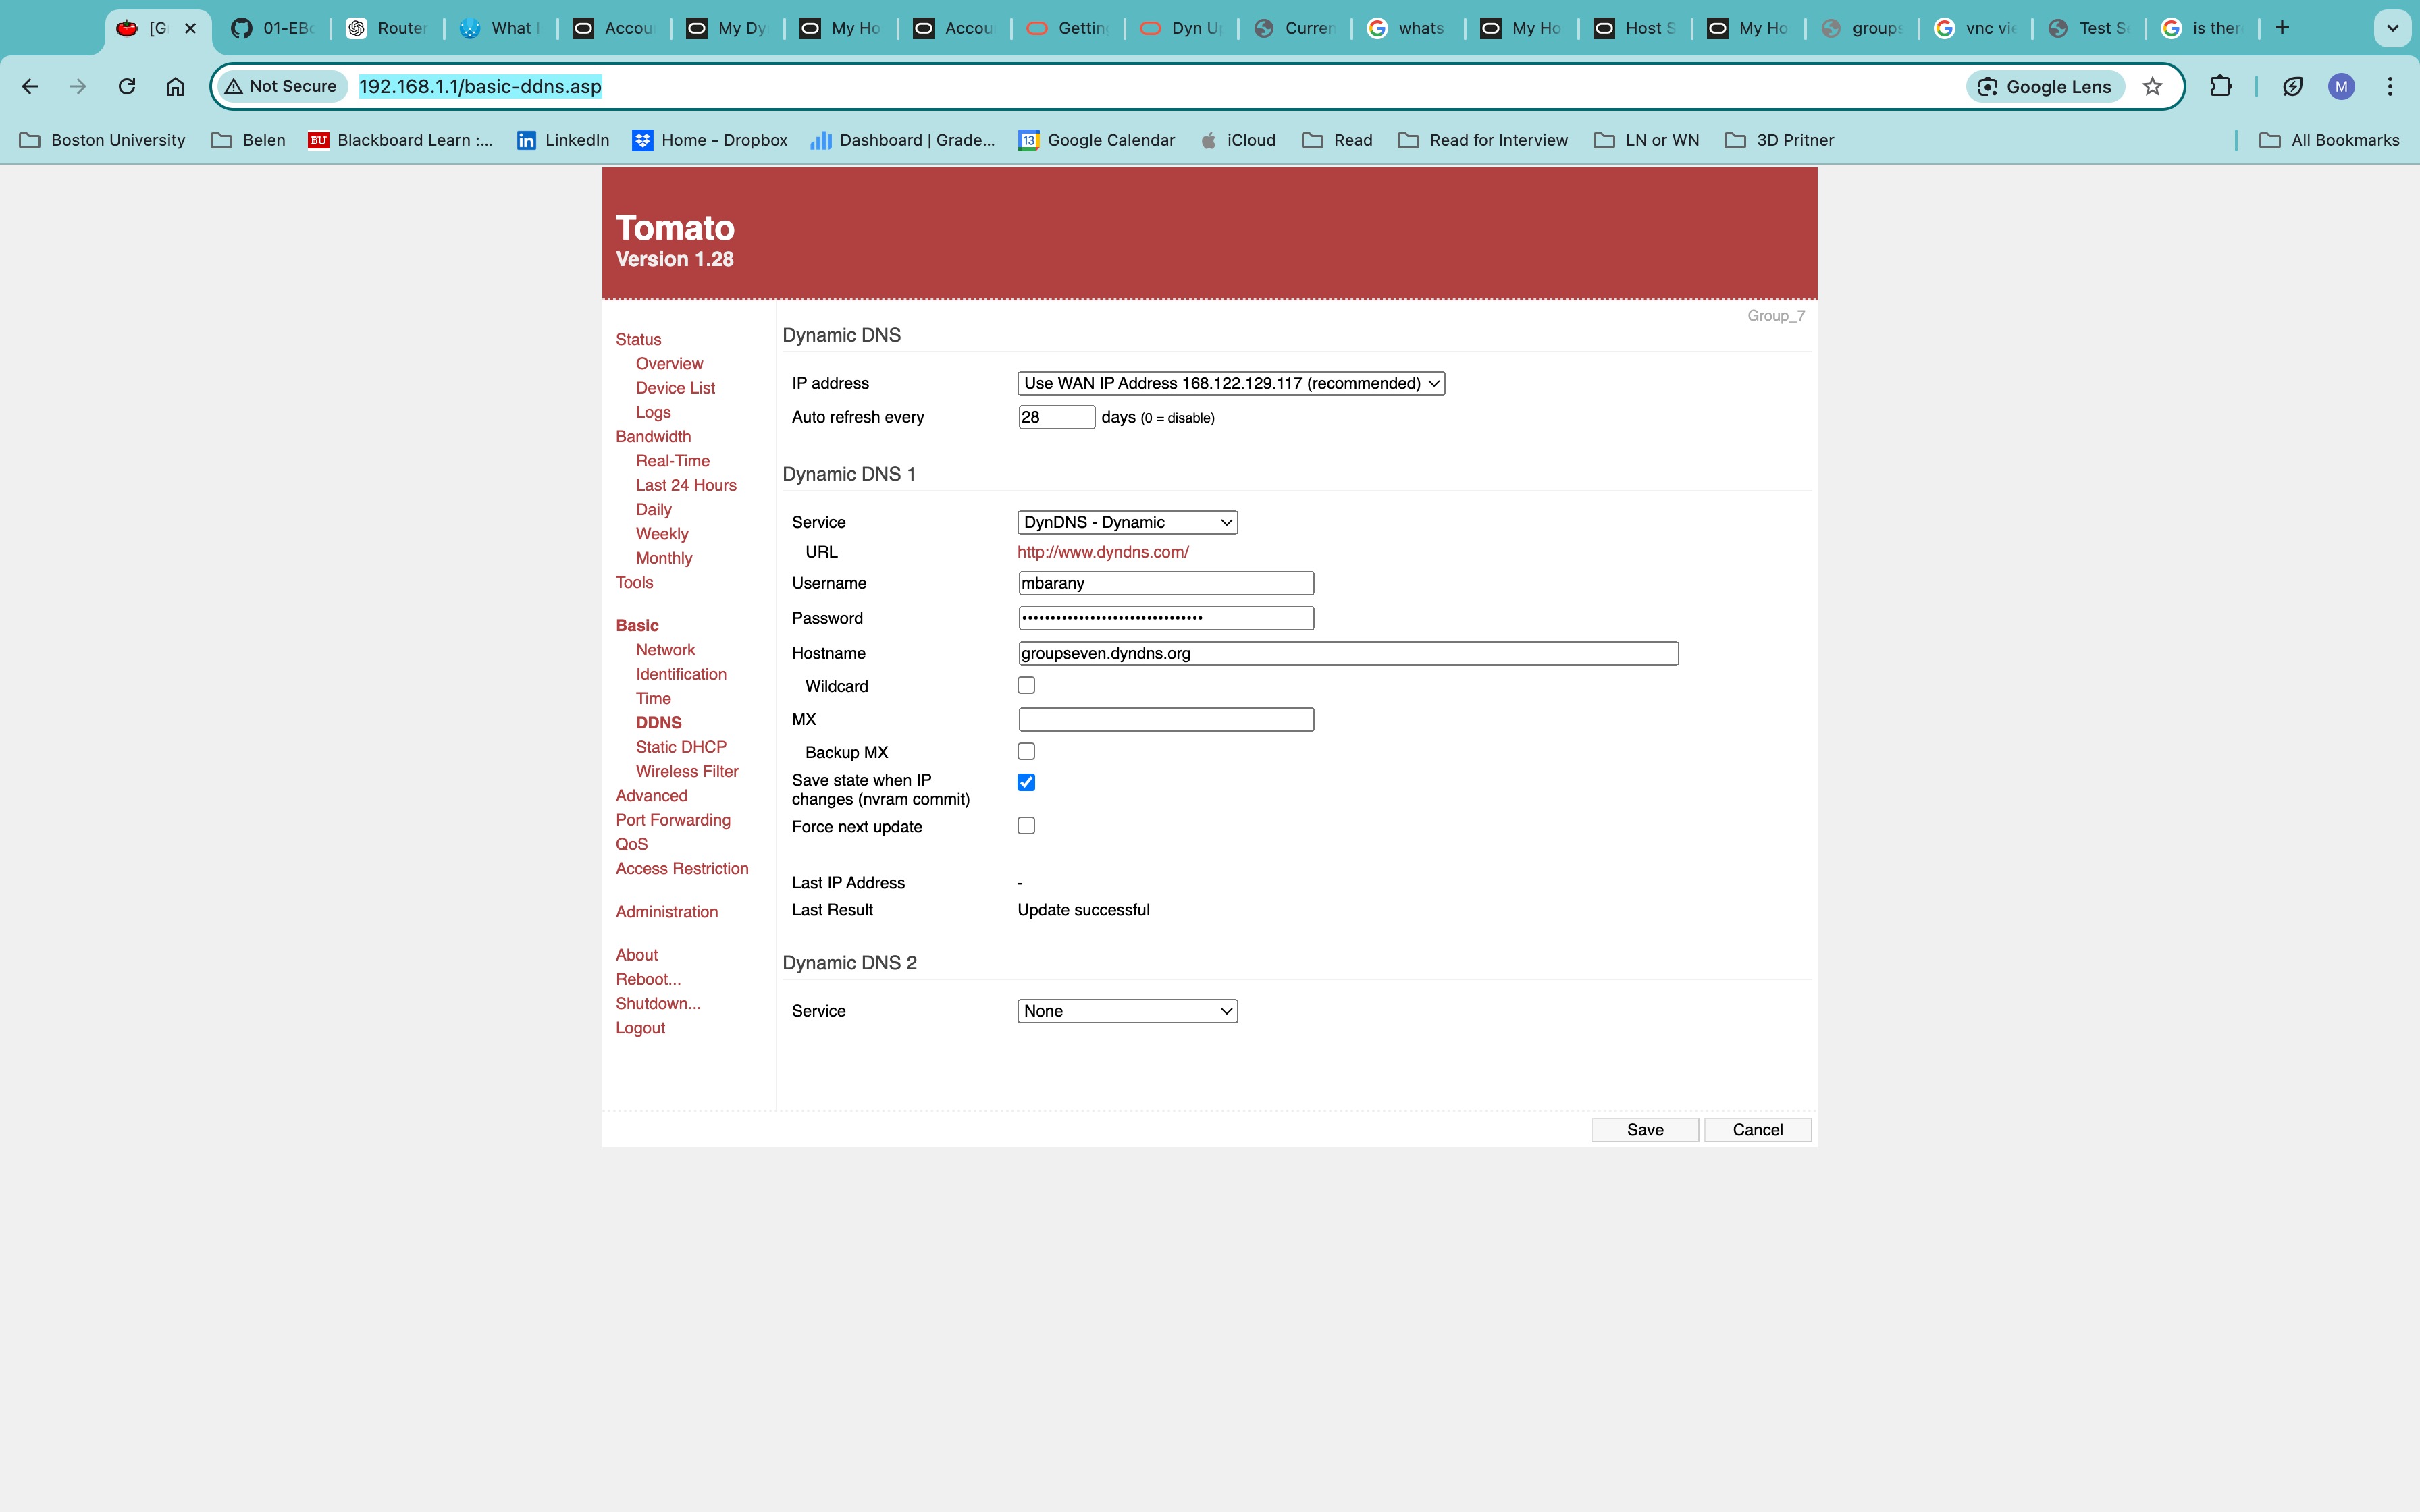 [G
01-EBo
Router
What I
Accou
My Dy
My Ho
Accou
Getting
Dyn U
Curren
whats
My Ho
Host S
My Ho
groups
vnc vie
Test S
is ther
Not Secure
192.168.1.1/basic-ddns.asp
Google Lens
M
Boston University
Belen
BU
Blackboard Learn :...
in
LinkedIn
Home - Dropbox
Dashboard | Grade...
13
Google Calendar
iCloud
Read
Read for Interview
LN or WN
3D Pritner
All Bookmarks
Tomato
Version 1.28
Group_7
Status
Overview
Device List
Logs
Bandwidth
Real-Time
Last 24 Hours
Daily
Weekly
Monthly
Tools
Basic
Network
Identification
Time
DDNS
Static DHCP
Wireless Filter
Advanced
Port Forwarding
QoS
Access Restriction
Administration
About
Reboot...
Shutdown...
Logout
Dynamic DNS
IP address Use WAN IP Address 168.122.129.117 (recommended)
Auto refresh every 28 days (0 = disable)
Dynamic DNS 1
Service DynDNS - Dynamic
URL http://www.dyndns.com/
Username mbarany
Password ••••••••••••••••••••••••••••••••
Hostname groupseven.dyndns.org
Wildcard
MX
Backup MX
Save state when IP
changes (nvram commit)
Force next update
Last IP Address -
Last Result Update successful
Dynamic DNS 2
Service None
Save Cancel